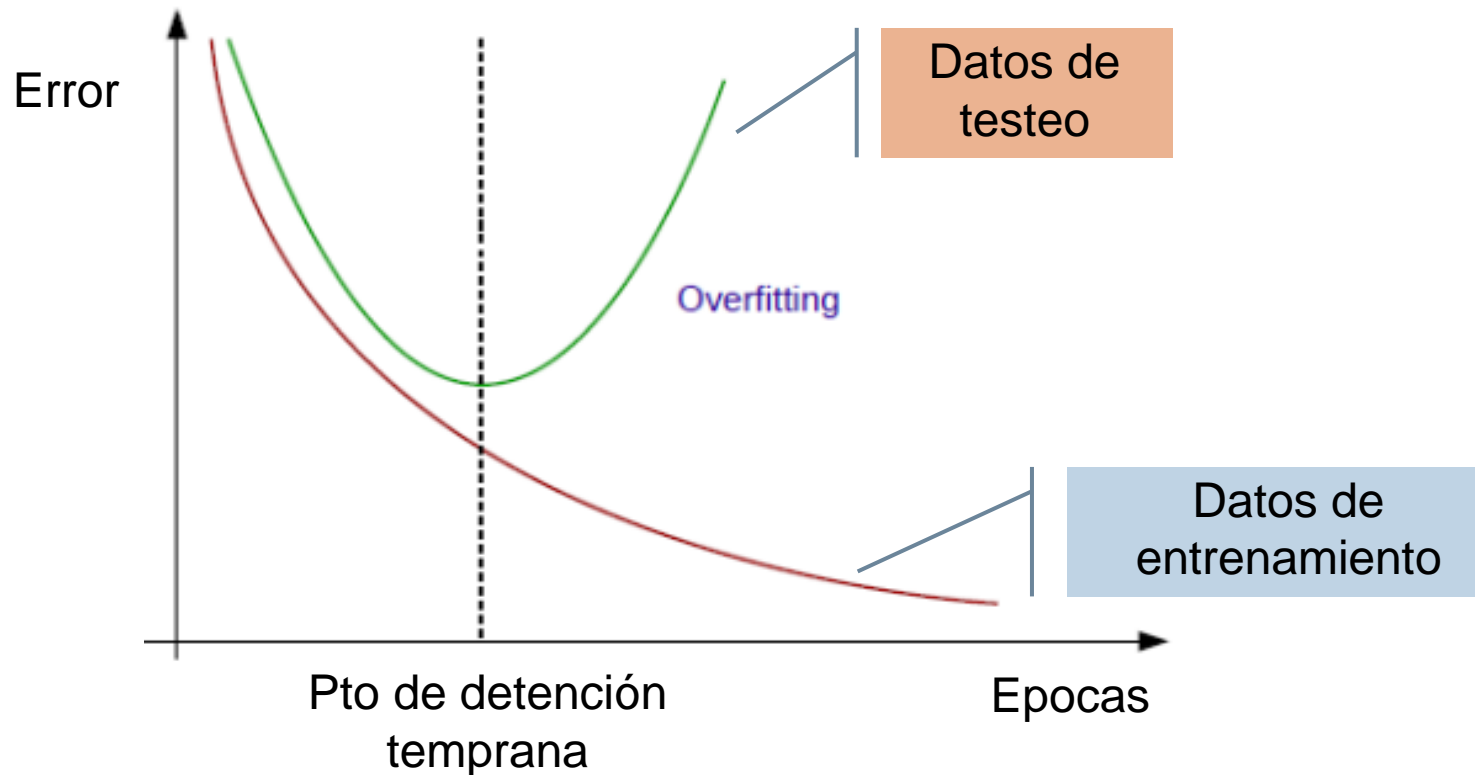 Error
Datos de
testeo
Overfitting
Datos de
entrenamiento
Pto de detención
temprana
Epocas